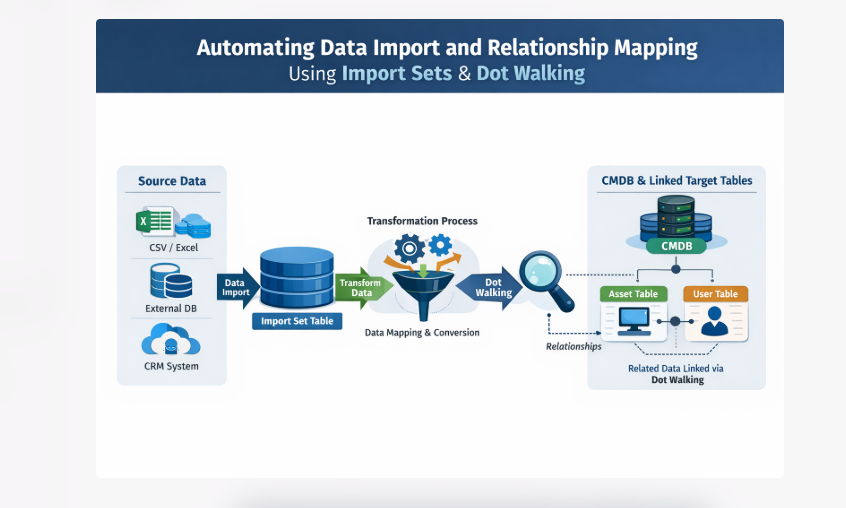 Automating Data Import and Relationship Mapping
Using Import Sets & Dot Walking
Source Data
CSV / Excel
External DB
CRM System
Data
Import
Import Set Table
Transform
Data
Transformation Process
Data Mapping & Conversion
Dot
Walking
Relationships
CMDB & Linked Target Tables
CMDB
Asset Table
User Table
Related Data Linked via
Dot Walking